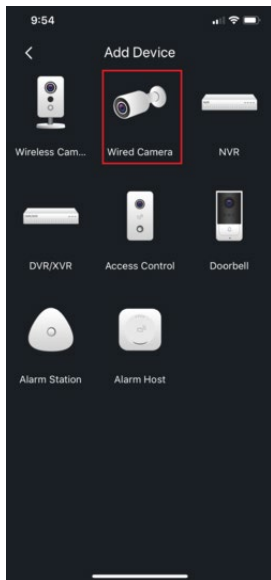 9:54
Add Device
Wireless Cam...
Wired Camera
NVR
DVR/XVR
Access Control
Doorbell
Alarm Station
Alarm Host